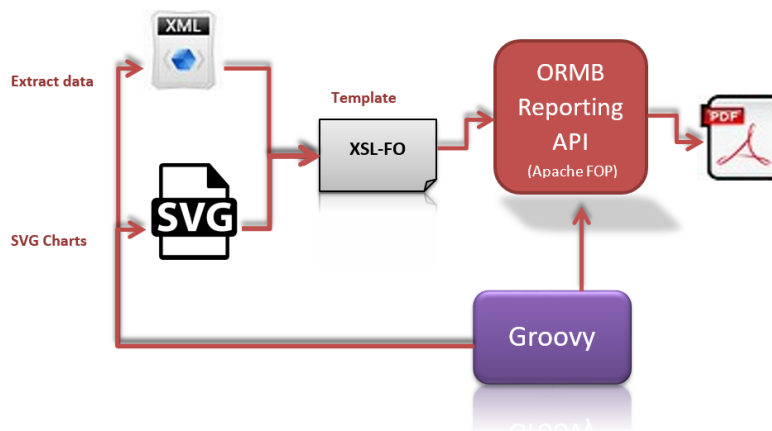 XML
Extract data
Template
XSL-FO
ORMB
Reporting
API
(Apache FOP)
PDF
SVG
SVG Charts
Groovy